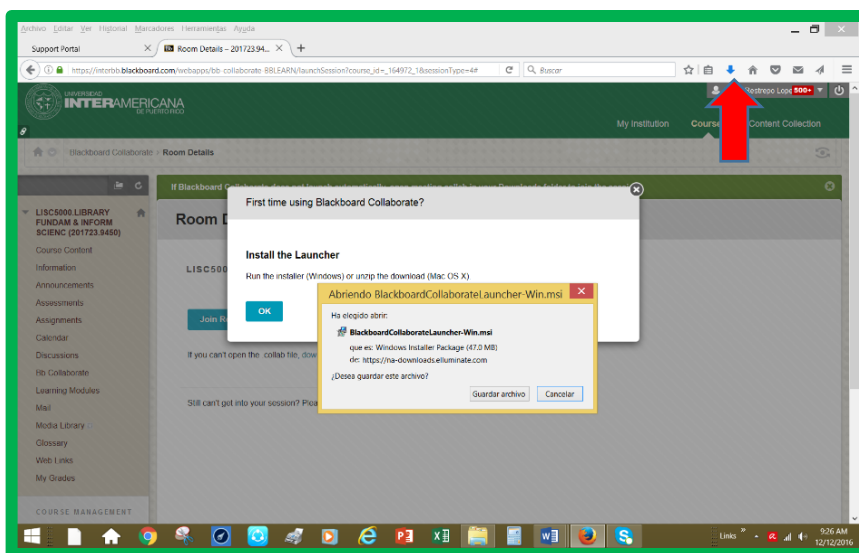 Archivo Editar Ver Historial Marcadores Herramientas Ayuda
Support Portal
Room Details – 201723.94...
https://interbb.blackboard.com/webapps/bb-collaborate-BBLEARN/launchSession?course_id=_164972_1&sessionType=4#
Buscar
UNIVERSIDAD
INTERAMERICANA
DE PUERTO RICO
Restrepo Lope 500+
My Institution
Course
Content Collection
Blackboard Collaborate
Room Details
If Blackboard
LISC5000.LIBRARY
FUNDAM & INFORM
SCIENC (201723.9450)
Course Content
Information
Announcements
Assessments
Assignments
Calendar
Discussions
Bb Collaborate
Learning Modules
Mail
Media Library
Glossary
Web Links
My Grades
COURSE MANAGEMENT
Room D
LISC500
Join R
If you can't open the .collab file, dow
Still can't get into your session? Plea
First time using Blackboard Collaborate?
Install the Launcher
Run the installer (Windows) or unzip the download (Mac OS X)
OK
Abriendo BlackboardCollaborateLauncher-Win.msi
Ha elegido abrir:
BlackboardCollaborateLauncher-Win.msi
que es: Windows Installer Package (47.0 MB)
de: https://na-downloads.elluminate.com
¿Desea guardar este archivo?
Guardar archivo
Cancelar
Links
9:26 AM
12/12/2016